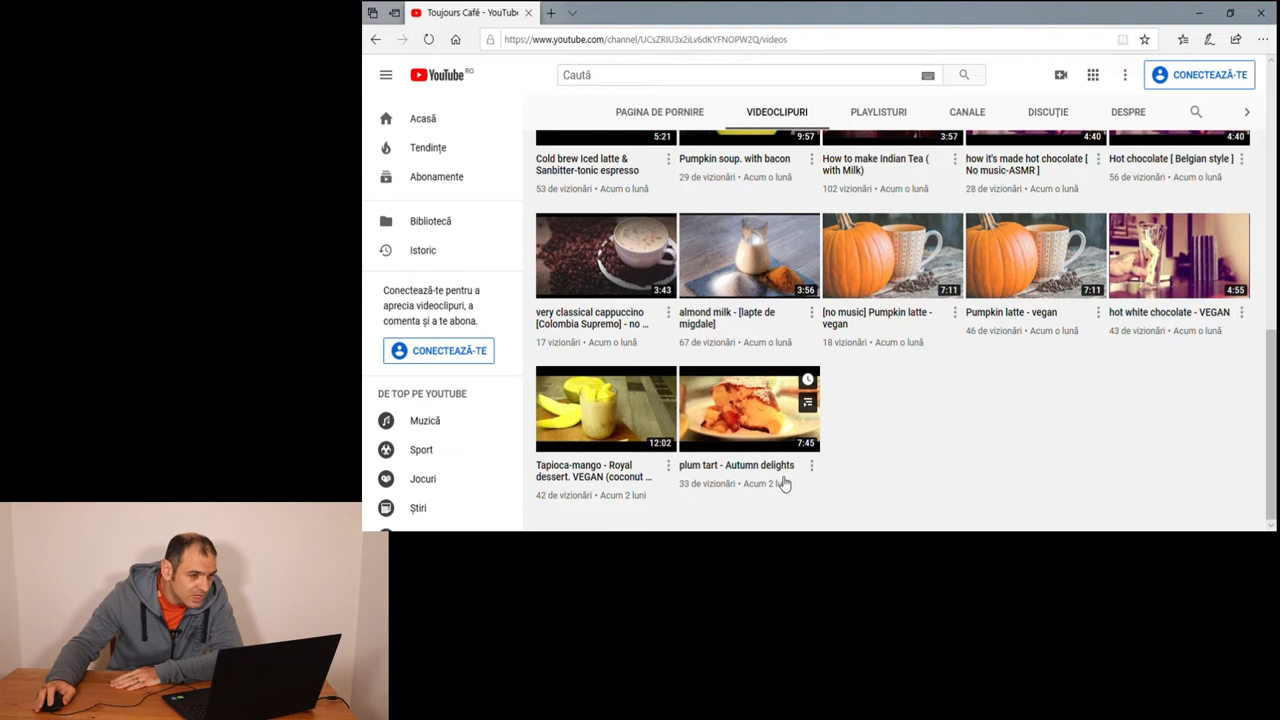 Toujours Café - YouTube
https://www.youtube.com/channel/UCsZRIU3x2iLv6dKYFNOPW2Q/videos
YouTube RO
Caută
CONECTEAZĂ-TE
PAGINA DE PORNIRE
VIDEOCLIPURI
PLAYLISTURI
CANALE
DISCUȚIE
DESPRE
Acasă
Tendințe
Abonamente
Bibliotecă
Istoric
Conectează-te pentru a
aprecia videoclipuri, a
comenta și a te abona.
CONECTEAZĂ-TE
DE TOP PE YOUTUBE
Muzică
Sport
Jocuri
Știri
5:21
Cold brew Iced latte &
Sanbitter-tonic espresso
53 de vizionări • Acum o lună
9:57
Pumpkin soup. with bacon
29 de vizionări • Acum o lună
3:57
How to make Indian Tea (
with Milk)
102 vizionări • Acum o lună
4:40
how it's made hot chocolate [
No music-ASMR ]
28 de vizionări • Acum o lună
4:40
Hot chocolate [ Belgian style ]
56 de vizionări • Acum o lună
3:43
very classical cappuccino
[Colombia Supremo] - no ...
17 vizionări • Acum o lună
3:56
almond milk - [lapte de
migdale]
67 de vizionări • Acum o lună
7:11
[no music] Pumpkin latte -
vegan
18 vizionări • Acum o lună
7:11
Pumpkin latte - vegan
46 de vizionări • Acum o lună
4:55
hot white chocolate - VEGAN
43 de vizionări • Acum o lună
12:02
Tapioca-mango - Royal
dessert. VEGAN (coconut ...
42 de vizionări • Acum 2 luni
7:45
plum tart - Autumn delights
33 de vizionări • Acum 2